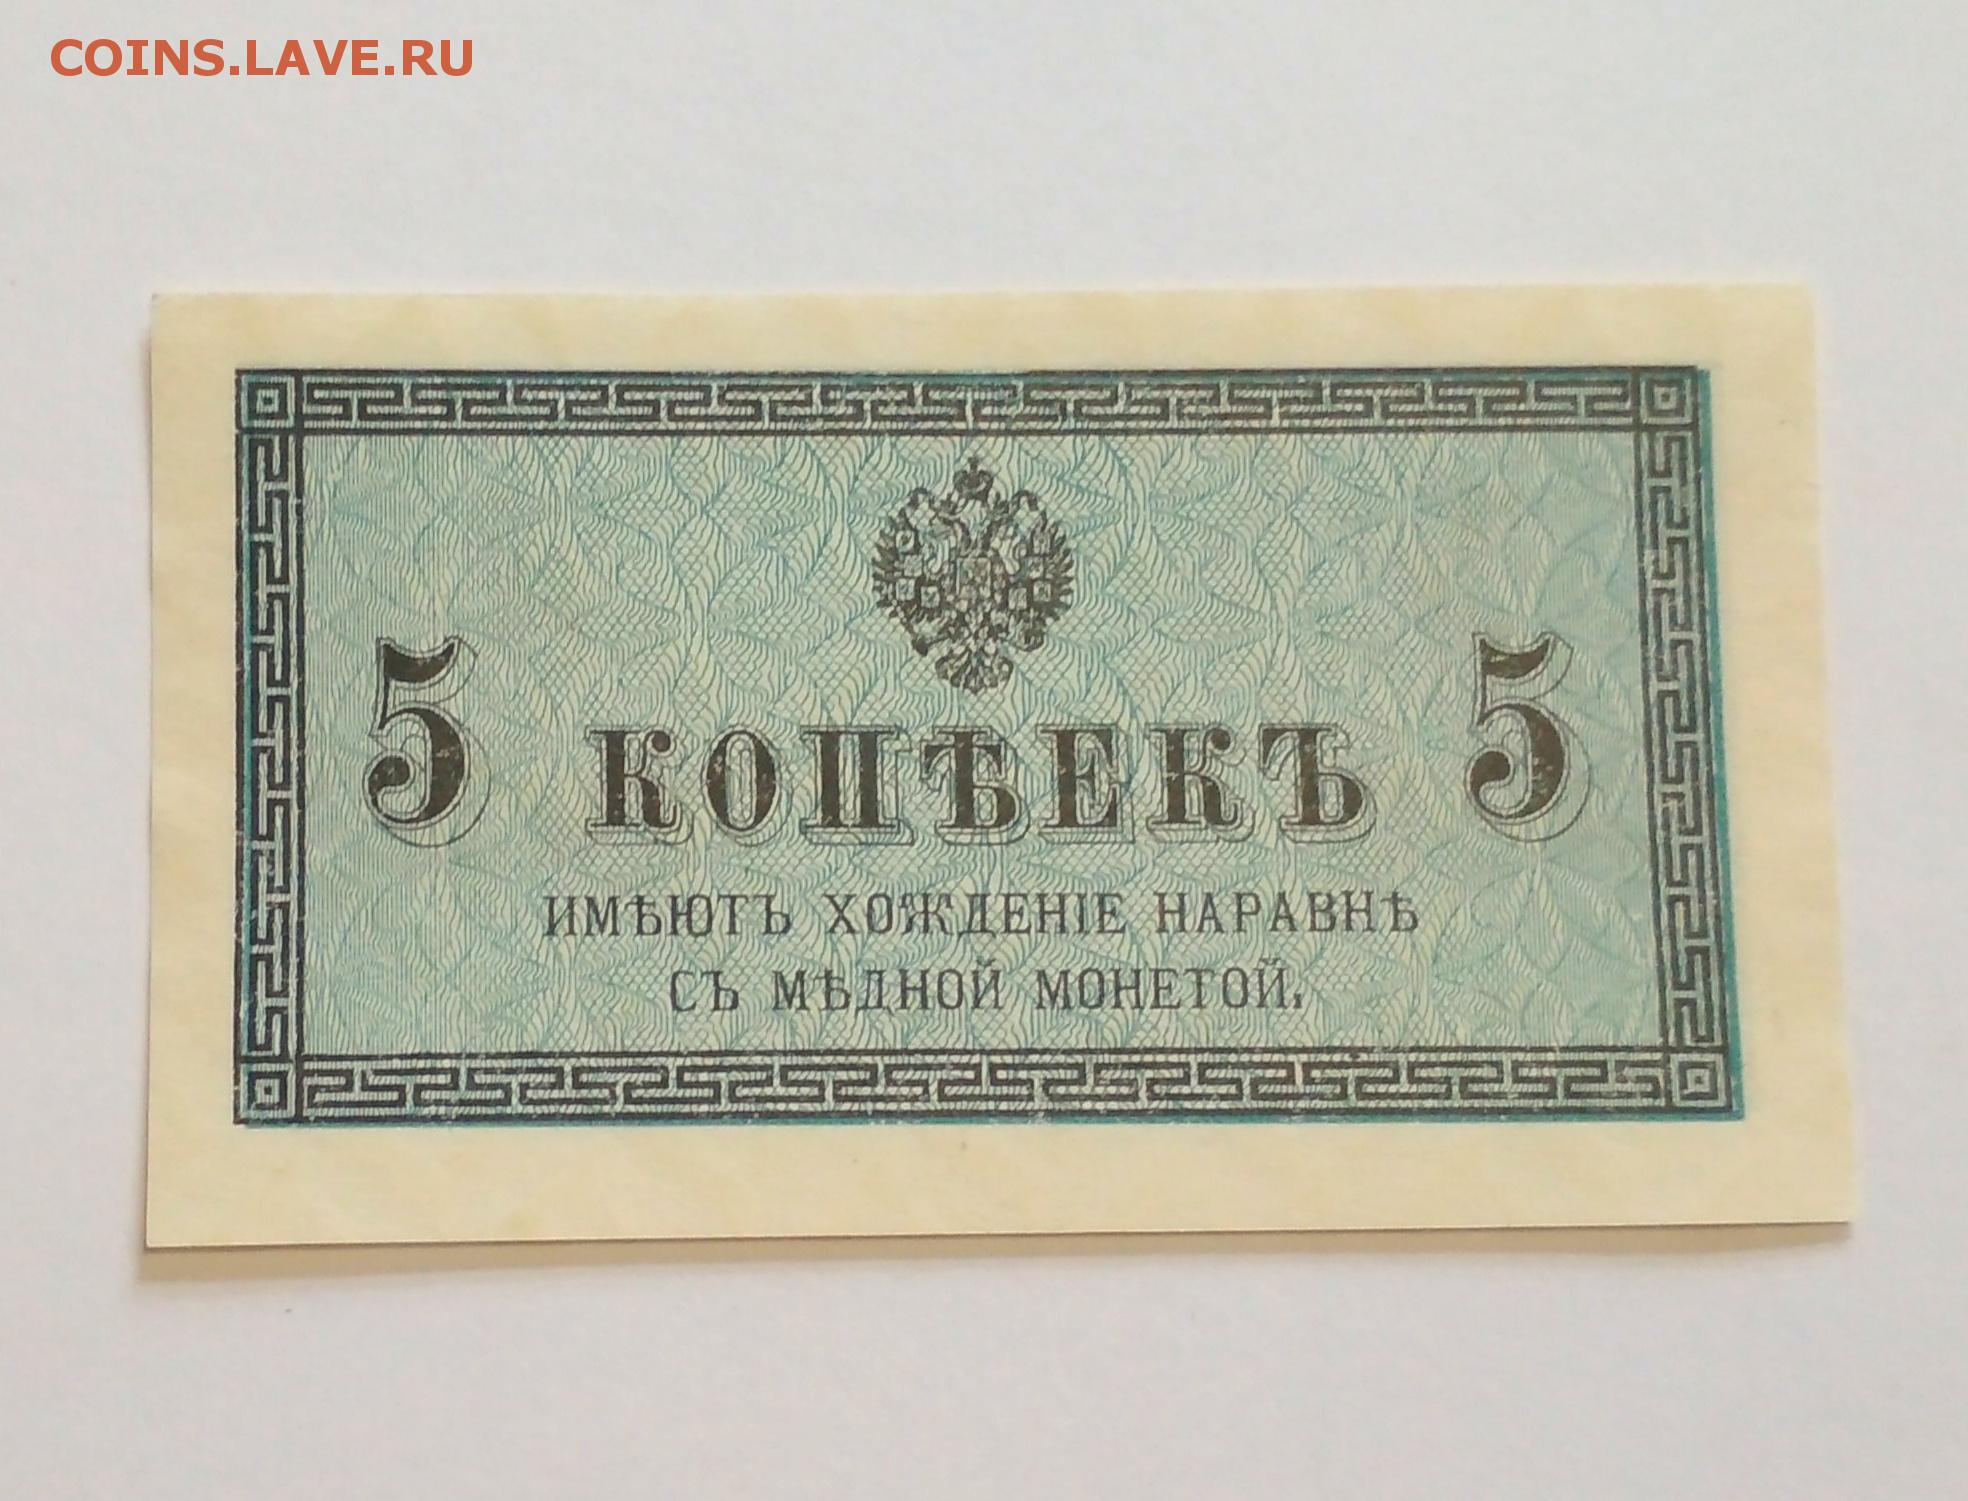 COINS.LAVE.RU
5 КОПѢЕКЪ 5
ИМѢЮТЪ ХОЖДЕНІЕ НАРАВНѢ
СЪ МѢДНОЙ МОНЕТОЙ.